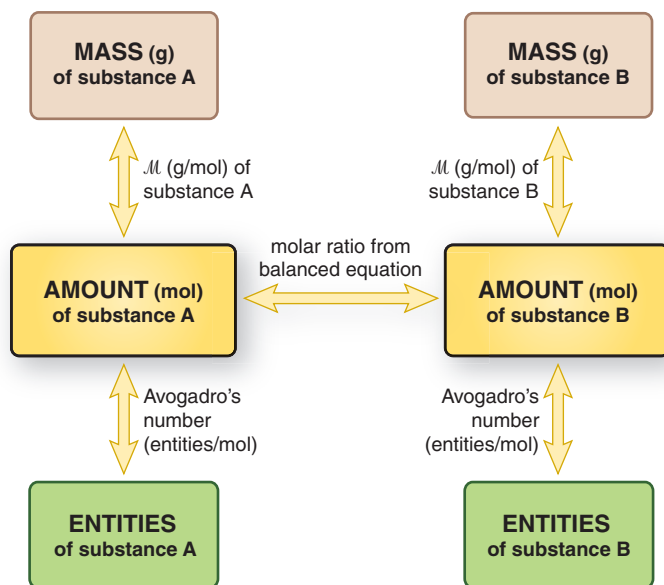 MASS (g)
of substance A
MASS (g)
of substance B
ℳ (g/mol) of
substance A
ℳ (g/mol) of
substance B
molar ratio from
balanced equation
AMOUNT (mol)
of substance A
AMOUNT (mol)
of substance B
Avogadro’s
number
(entities/mol)
Avogadro’s
number
(entities/mol)
ENTITIES
of substance A
ENTITIES
of substance B